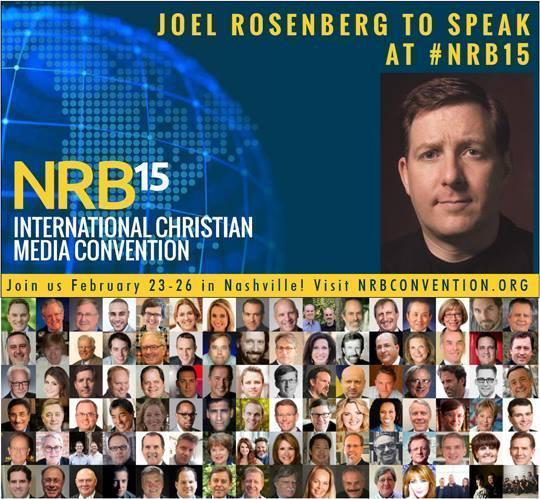 JOEL ROSENBERG TO SPEAK
AT #NRB15
NRB15
INTERNATIONAL CHRISTIAN
MEDIA CONVENTION
Join us February 23-26 in Nashville! Visit NRBCONVENTION.ORG